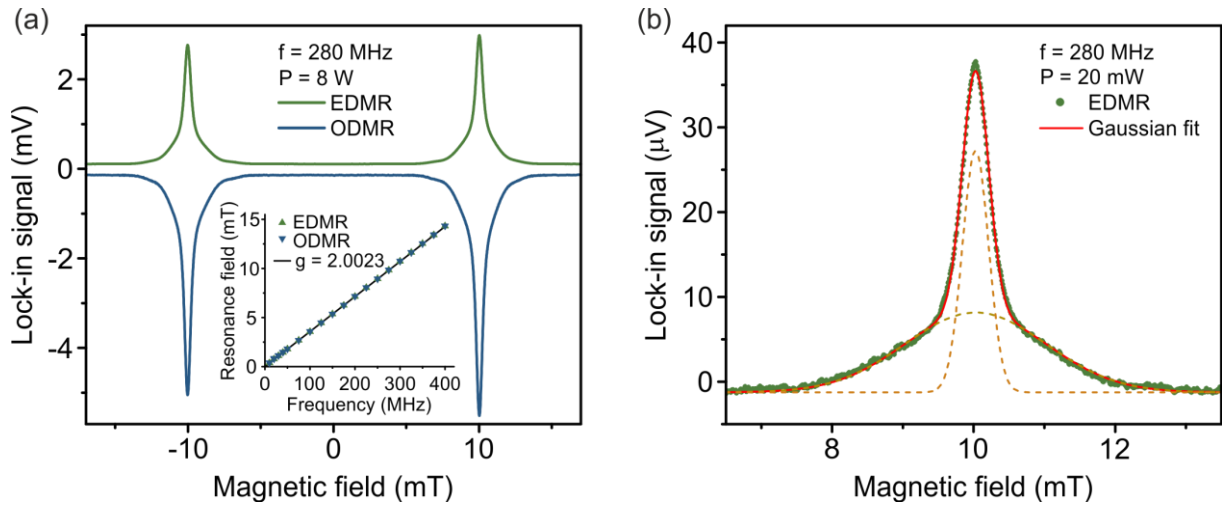 (a)
f = 280 MHz
P = 8 W
EDMR
ODMR
2
0
-2
-4
Lock-in signal (mV)
-10
0
10
Magnetic field (mT)
EDMR
ODMR
g = 2.0023
15
10
5
0
Resonance field (mT)
0
100
200
300
400
Frequency (MHz)
(b)
f = 280 MHz
P = 20 mW
EDMR
Gaussian fit
40
30
20
10
0
Lock-in signal (μV)
8
10
12
Magnetic field (mT)